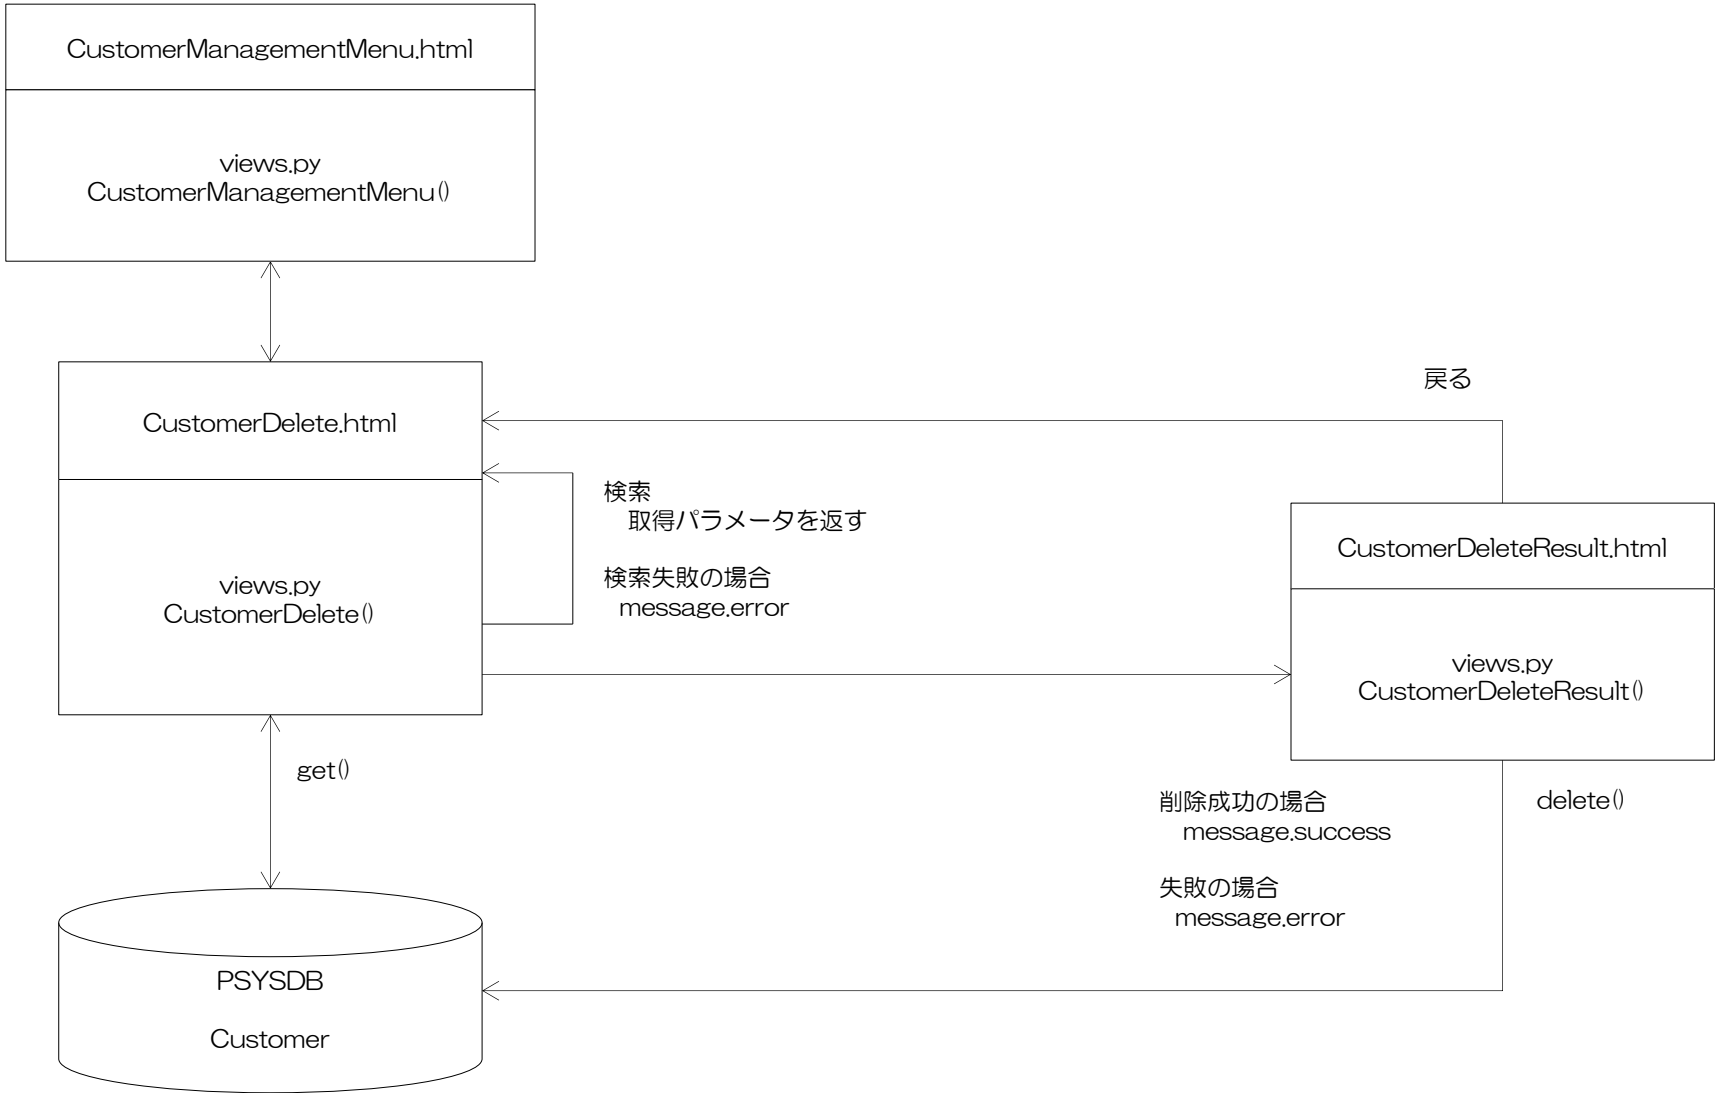 CustomerManagementMenu.html
views.py
CustomerManagementMenu()
CustomerDelete.html
views.py
CustomerDelete()
検索
取得パラメータを返す
検索失敗の場合
message.error
戻る
CustomerDeleteResult.html
views.py
CustomerDeleteResult()
get()
削除成功の場合
message.success
失敗の場合
message.error
delete()
PSYSDB
Customer